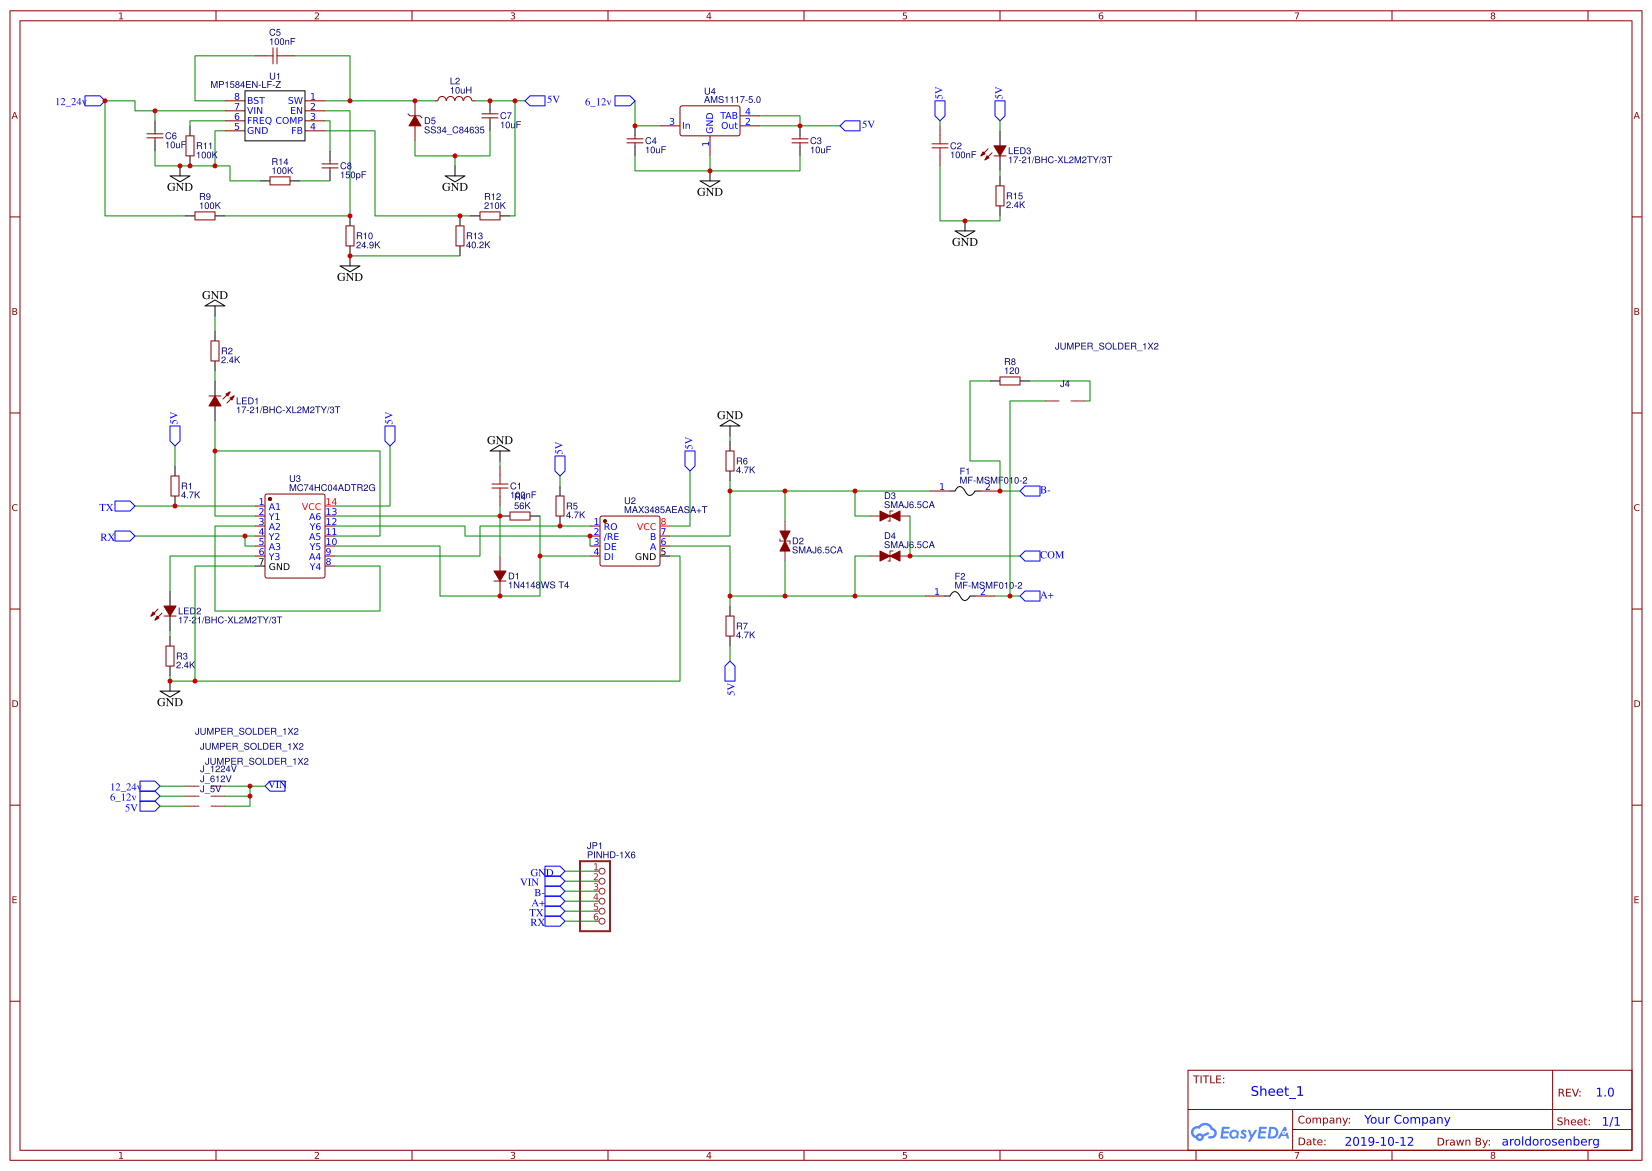 1 2 3 4 5 6 7 8
A
B
C
D
E
A
B
C
D
E
C5
100nF
U1
MP1584EN-LF-Z
12_24v
8 BST SW 1
7 VIN EN 2
6 FREQ COMP 3
5 GND FB 4
C6
10uF
R11
100K
GND
R14
100K
C8
150pF
R9
100K
R10
24.9K
GND
L2
10uH
D5
SS34_C84635
C7
10uF
5V
GND
R12
210K
R13
40.2K
6_12v
U4
AMS1117-5.0
3 In GND TAB 4
Out 2
1
C4
10uF
C3
10uF
5V
GND
5V
5V
C2
100nF
LED3
17-21/BHC-XL2M2TY/3T
R15
2.4K
GND
GND
R2
2.4K
LED1
17-21/BHC-XL2M2TY/3T
5V
5V
R1
4.7K
TX
RX
U3
MC74HC04ADTR2G
1 A1 VCC 14
2 Y1 A6 13
3 A2 Y6 12
4 Y2 A5 11
5 A3 Y5 10
6 Y3 A4 9
7 GND Y4 8
LED2
17-21/BHC-XL2M2TY/3T
R3
2.4K
GND
GND
C1
100nF
56K
5V
R5
4.7K
D1
1N4148WS T4
U2
MAX3485AEASA+T
1 RO VCC 8
2 /RE B 7
3 DE A 6
4 DI GND 5
5V
GND
R6
4.7K
D2
SMAJ6.5CA
R7
4.7K
5V
D3
SMAJ6.5CA
D4
SMAJ6.5CA
F1
MF-MSMF010-2
1 2
B-
COM
F2
MF-MSMF010-2
1 2
A+
JUMPER_SOLDER_1X2
R8
120
J4
JUMPER_SOLDER_1X2
JUMPER_SOLDER_1X2
JUMPER_SOLDER_1X2
J_1224V
J_612V
J_5V
12_24v
6_12v
5V
VIN
JP1
PINHD-1X6
GND 1
VIN 2
B- 3
A+ 4
TX 5
RX 6
TITLE:
Sheet_1
REV: 1.0
EasyEDA
Company: Your Company
Sheet: 1/1
Date: 2019-10-12 Drawn By: aroldorosenberg
1 2 3 4 5 6 7 8